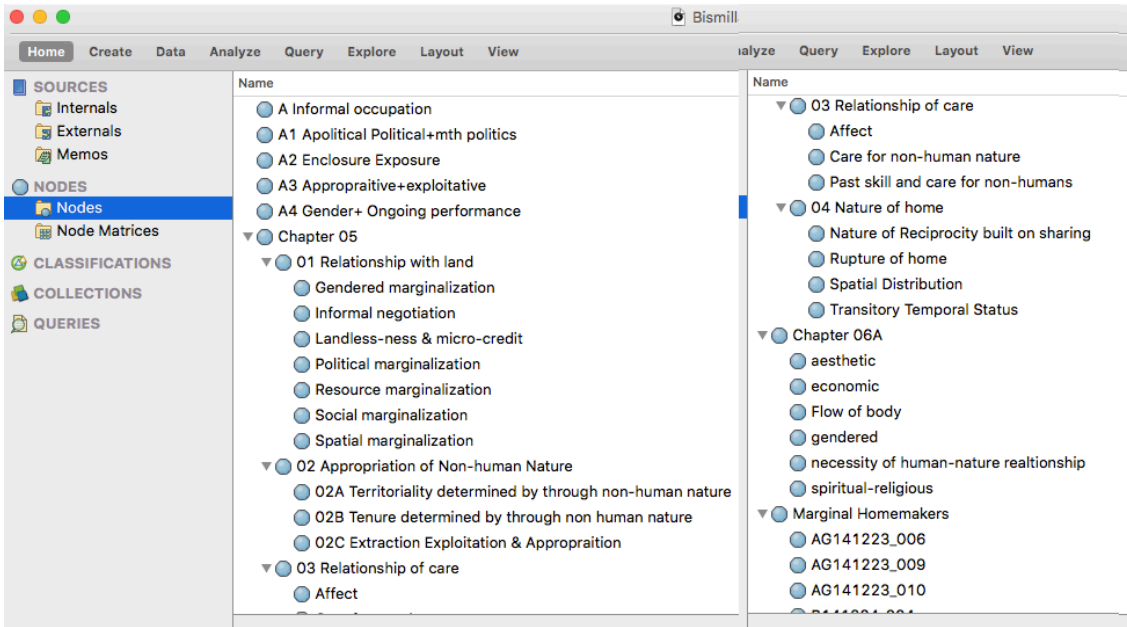 Bismill
Home Create Data Analyze Query Explore Layout View
alyze Query Explore Layout View
SOURCES
Internals
Externals
Memos
NODES
Nodes
Node Matrices
CLASSIFICATIONS
COLLECTIONS
QUERIES
Name
A Informal occupation
A1 Apolitical Political+mth politics
A2 Enclosure Exposure
A3 Appropraitive+exploitative
A4 Gender+ Ongoing performance
Chapter 05
01 Relationship with land
Gendered marginalization
Informal negotiation
Landless-ness & micro-credit
Political marginalization
Resource marginalization
Social marginalization
Spatial marginalization
02 Appropriation of Non-human Nature
02A Territoriality determined by through non-human nature
02B Tenure determined by through non human nature
02C Extraction Exploitation & Appropraition
03 Relationship of care
Affect
Name
03 Relationship of care
Affect
Care for non-human nature
Past skill and care for non-humans
04 Nature of home
Nature of Reciprocity built on sharing
Rupture of home
Spatial Distribution
Transitory Temporal Status
Chapter 06A
aesthetic
economic
Flow of body
gendered
necessity of human-nature realtionship
spiritual-religious
Marginal Homemakers
AG141223_006
AG141223_009
AG141223_010